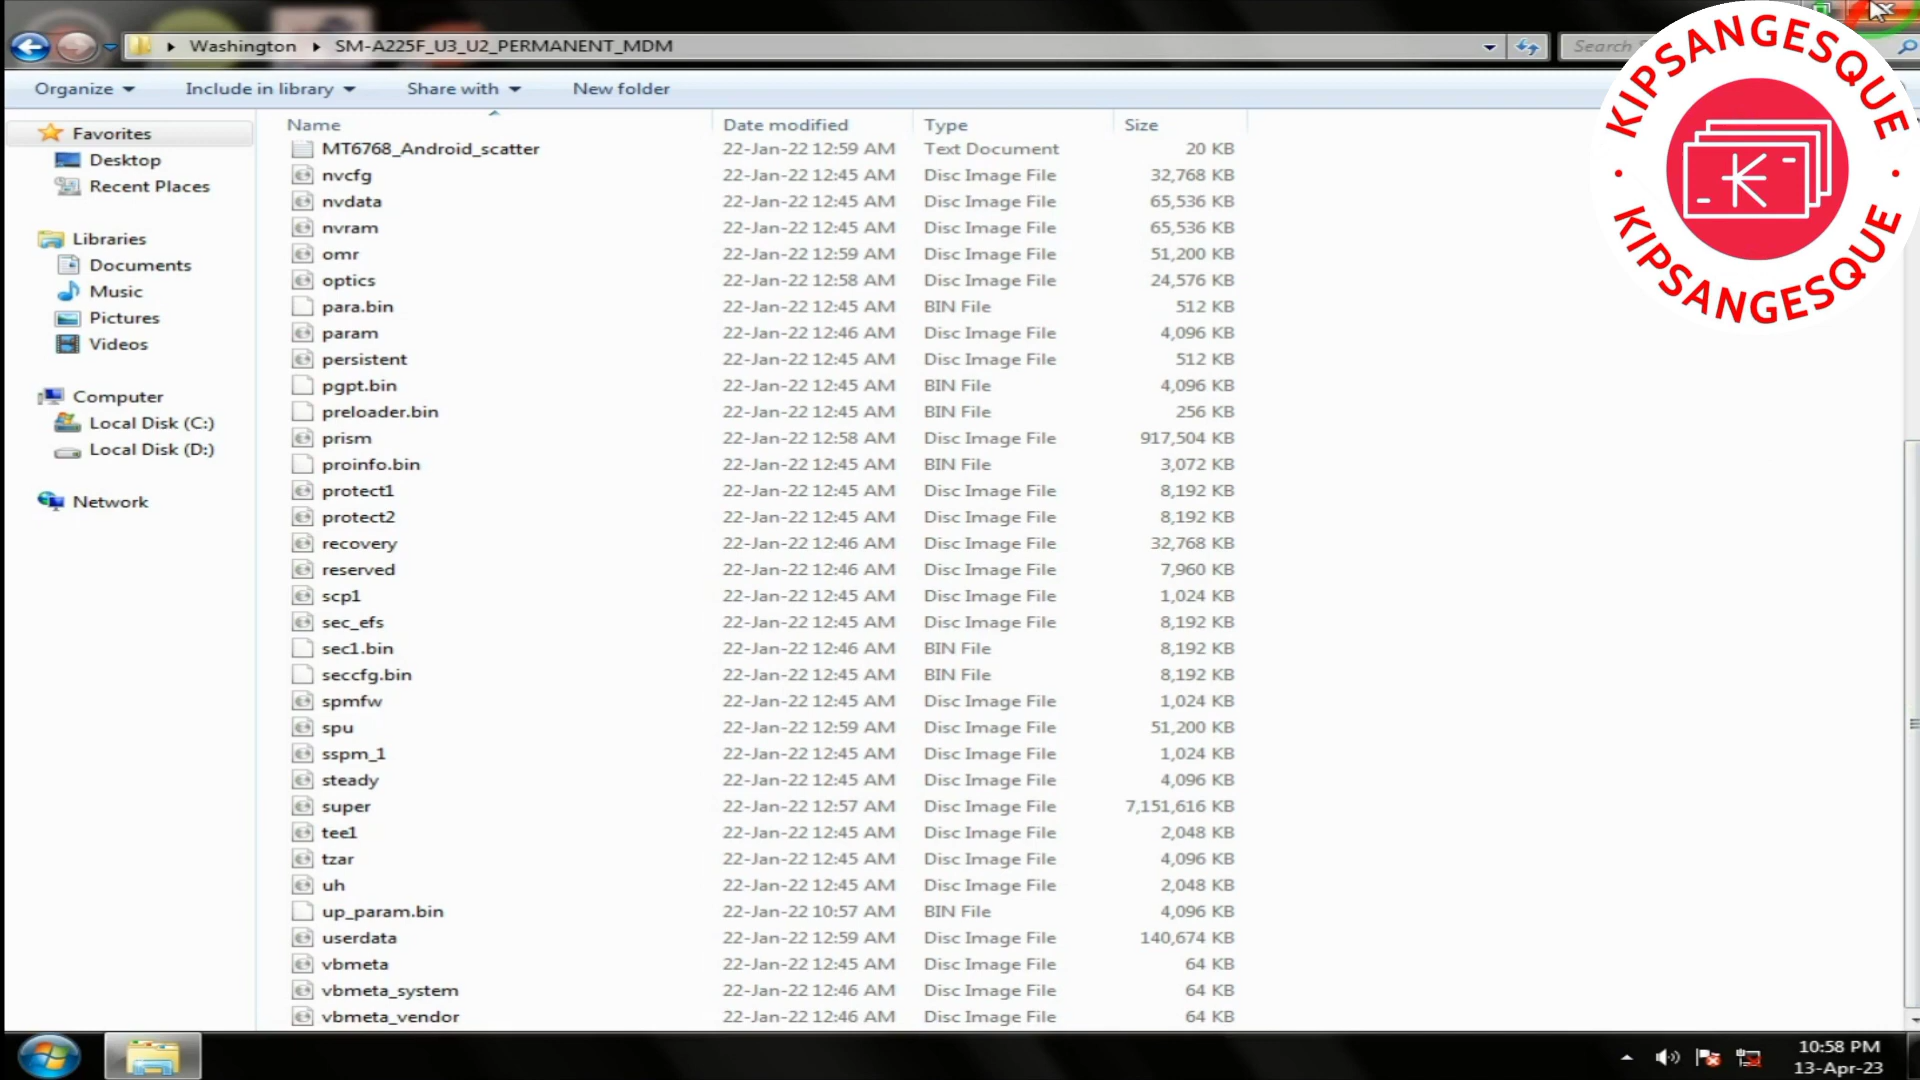 Washington SM-A225F_U3_U2_PERMANENT_MDM
Search
Organize Include in library Share with New folder
Name Date modified Type Size
Favorites
Desktop
Recent Places
Libraries
Documents
Music
Pictures
Videos
Computer
Local Disk (C:)
Local Disk (D:)
Network
MT6768_Android_scatter 22-Jan-22 12:59 AM Text Document 20 KB
nvcfg 22-Jan-22 12:45 AM Disc Image File 32,768 KB
nvdata 22-Jan-22 12:45 AM Disc Image File 65,536 KB
nvram 22-Jan-22 12:45 AM Disc Image File 65,536 KB
omr 22-Jan-22 12:59 AM Disc Image File 51,200 KB
optics 22-Jan-22 12:58 AM Disc Image File 24,576 KB
para.bin 22-Jan-22 12:45 AM BIN File 512 KB
param 22-Jan-22 12:46 AM Disc Image File 4,096 KB
persistent 22-Jan-22 12:45 AM Disc Image File 512 KB
pgpt.bin 22-Jan-22 12:45 AM BIN File 4,096 KB
preloader.bin 22-Jan-22 12:45 AM BIN File 256 KB
prism 22-Jan-22 12:58 AM Disc Image File 917,504 KB
proinfo.bin 22-Jan-22 12:45 AM BIN File 3,072 KB
protect1 22-Jan-22 12:45 AM Disc Image File 8,192 KB
protect2 22-Jan-22 12:45 AM Disc Image File 8,192 KB
recovery 22-Jan-22 12:46 AM Disc Image File 32,768 KB
reserved 22-Jan-22 12:46 AM Disc Image File 7,960 KB
scp1 22-Jan-22 12:45 AM Disc Image File 1,024 KB
sec_efs 22-Jan-22 12:45 AM Disc Image File 8,192 KB
sec1.bin 22-Jan-22 12:46 AM BIN File 8,192 KB
seccfg.bin 22-Jan-22 12:45 AM BIN File 8,192 KB
spmfw 22-Jan-22 12:45 AM Disc Image File 1,024 KB
spu 22-Jan-22 12:59 AM Disc Image File 51,200 KB
sspm_1 22-Jan-22 12:45 AM Disc Image File 1,024 KB
steady 22-Jan-22 12:45 AM Disc Image File 4,096 KB
super 22-Jan-22 12:57 AM Disc Image File 7,151,616 KB
tee1 22-Jan-22 12:45 AM Disc Image File 2,048 KB
tzar 22-Jan-22 12:45 AM Disc Image File 4,096 KB
uh 22-Jan-22 12:45 AM Disc Image File 2,048 KB
up_param.bin 22-Jan-22 10:57 AM BIN File 4,096 KB
userdata 22-Jan-22 12:59 AM Disc Image File 140,674 KB
vbmeta 22-Jan-22 12:45 AM Disc Image File 64 KB
vbmeta_system 22-Jan-22 12:46 AM Disc Image File 64 KB
vbmeta_vendor 22-Jan-22 12:46 AM Disc Image File 64 KB
KIPSANGESQUE
K
KIPSANGESQUE
10:58 PM
13-Apr-23